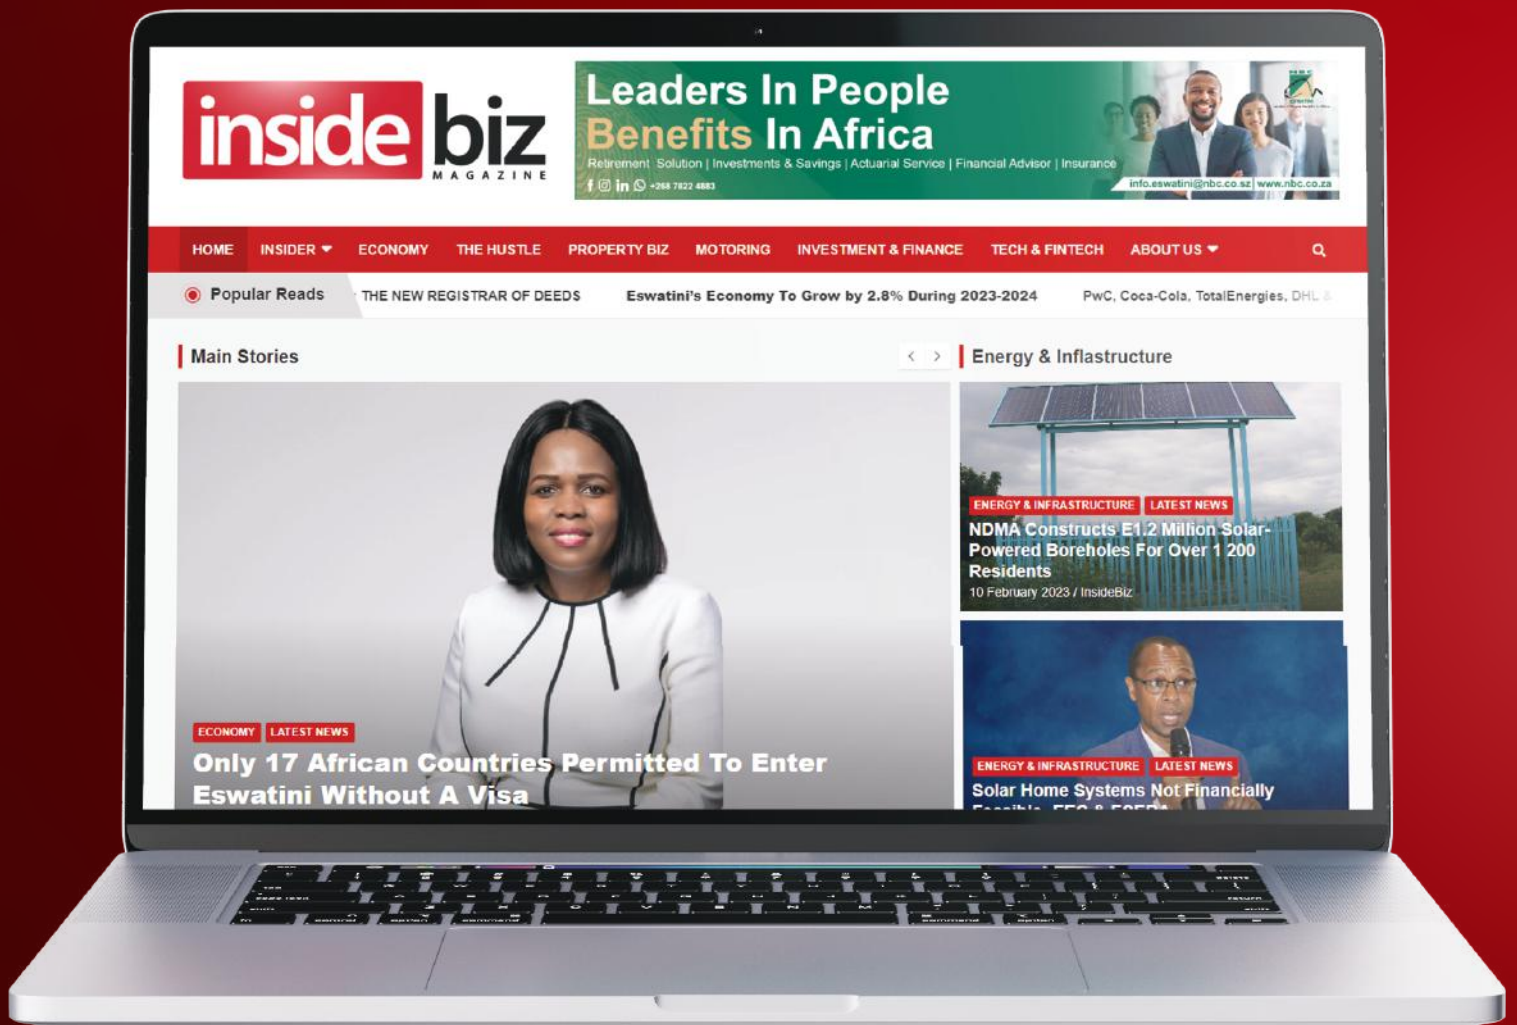 inside biz
MAGAZINE
Leaders In People
Benefits In Africa
Retirement Solution | Investments & Savings | Actuarial Service | Financial Advisor | Insurance
+268 7822 4883
info.eswatini@nbc.co.sz www.nbc.co.za
HOME INSIDER ECONOMY THE HUSTLE PROPERTY BIZ MOTORING INVESTMENT & FINANCE TECH & FINTECH ABOUT US
Popular Reads THE NEW REGISTRAR OF DEEDS Eswatini's Economy To Grow by 2.8% During 2023-2024 PwC, Coca-Cola, TotalEnergies, DHL &
Main Stories
Energy & Inflastructure
ENERGY & INFRASTRUCTURE LATEST NEWS
NDMA Constructs E1.2 Million Solar-
Powered Boreholes For Over 1 200
Residents
10 February 2023 / InsideBiz
ECONOMY LATEST NEWS
Only 17 African Countries Permitted To Enter
Eswatini Without A Visa
ENERGY & INFRASTRUCTURE LATEST NEWS
Solar Home Systems Not Financially